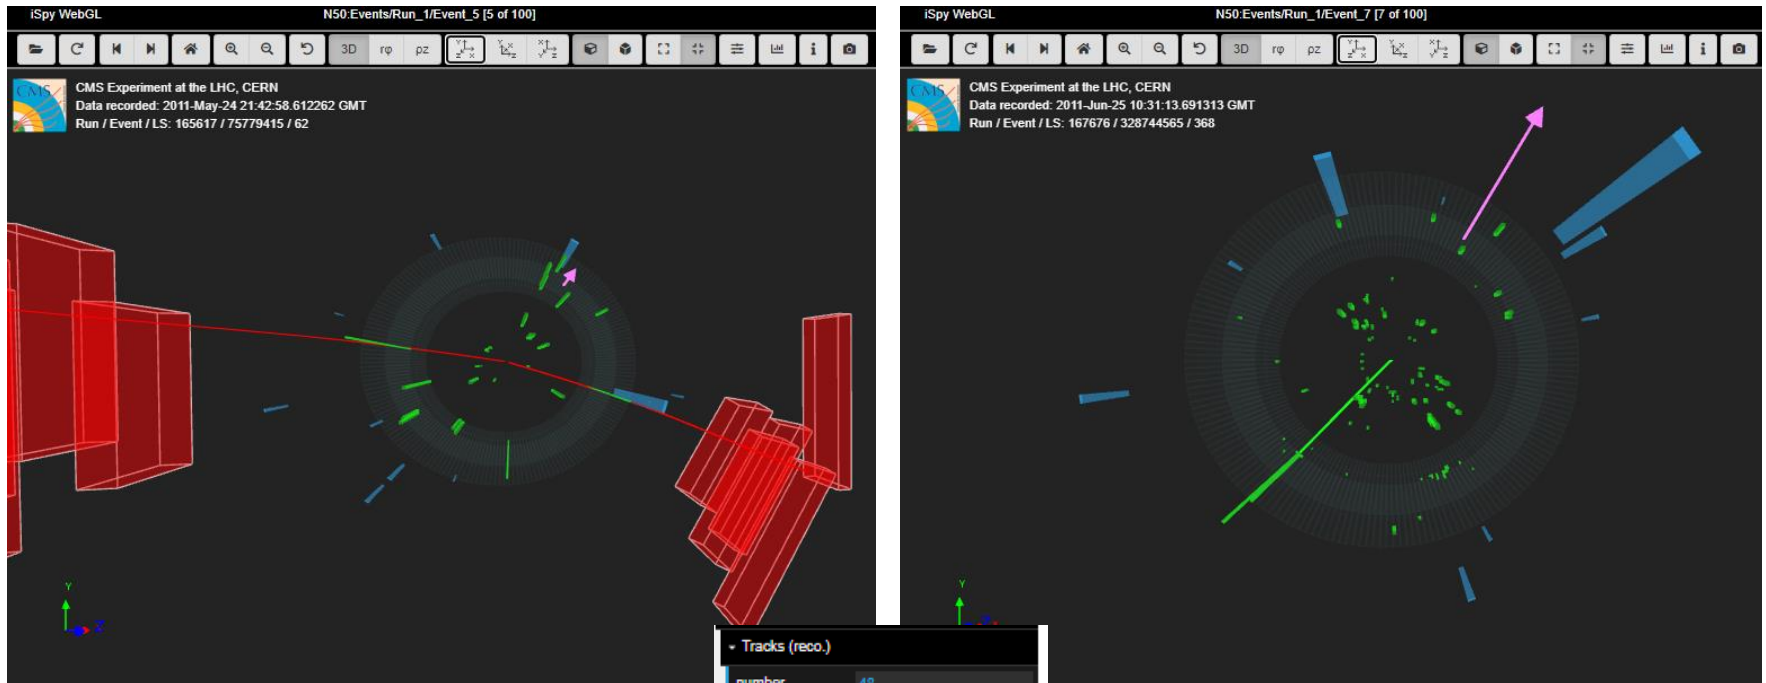 iSpy WebGL
N50:Events/Run_1/Event_5 [5 of 100]
3D rφ ρz
CMS Experiment at the LHC, CERN
Data recorded: 2011-May-24 21:42:58.612262 GMT
Run / Event / LS: 165617 / 75779415 / 62
Y
Z
iSpy WebGL
N50:Events/Run_1/Event_7 [7 of 100]
3D rφ ρz
CMS Experiment at the LHC, CERN
Data recorded: 2011-Jun-25 10:31:13.691313 GMT
Run / Event / LS: 167676 / 328744565 / 368
Y
Tracks (reco.)
number 48